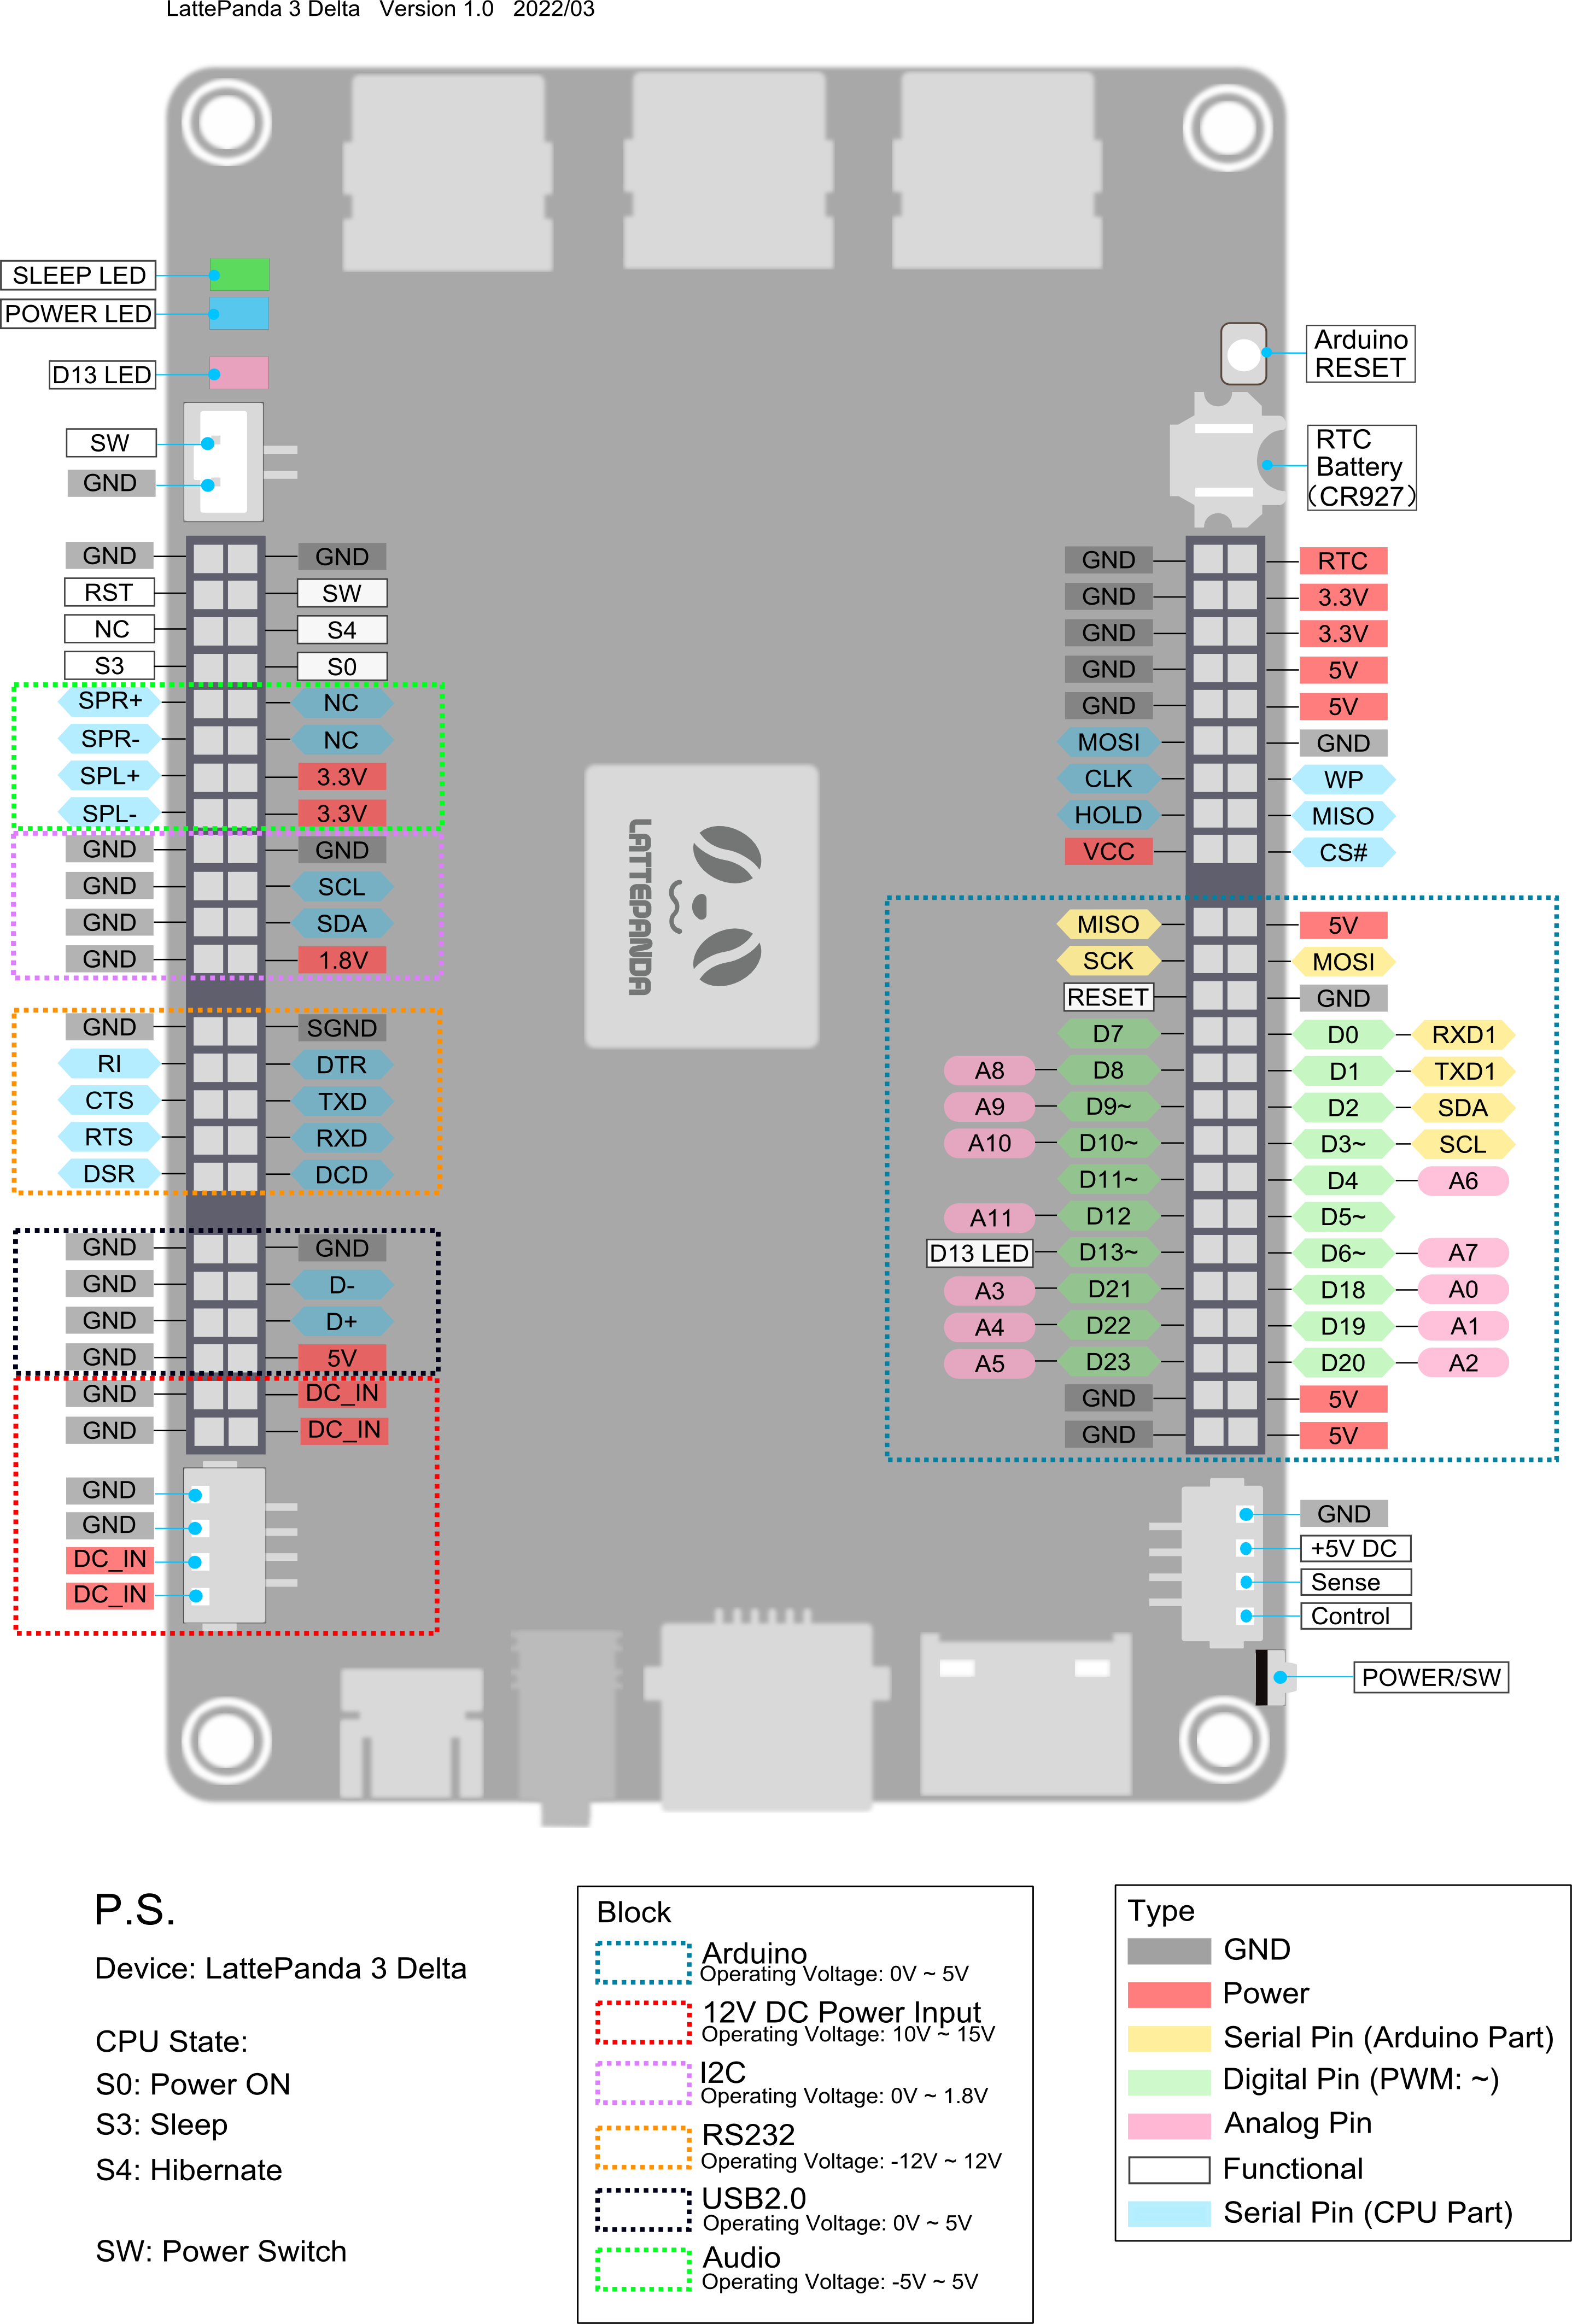 LattePanda 3 Delta Version 1.0 2022/03
SLEEP LED
POWER LED
D13 LED
SW
GND
Arduino
RESET
RTC
Battery
(CR927)
GND GND
RST SW
NC S4
S3 S0
SPR+ NC
SPR- NC
SPL+ 3.3V
SPL- 3.3V
GND GND
GND SCL
GND SDA
GND 1.8V
GND SGND
RI DTR
CTS TXD
RTS RXD
DSR DCD
GND GND
GND D-
GND D+
GND 5V
GND DC_IN
GND DC_IN
GND
GND
DC_IN
DC_IN
LATTEPANDA
GND RTC
GND 3.3V
GND 3.3V
GND 5V
GND 5V
MOSI GND
CLK WP
HOLD MISO
VCC CS#
MISO 5V
SCK MOSI
RESET GND
D7 D0 RXD1
A8 D8 D1 TXD1
A9 D9~ D2 SDA
A10 D10~ D3~ SCL
D11~ D4 A6
A11 D12 D5~
D13 LED D13~ D6~ A7
A3 D21 D18 A0
A4 D22 D19 A1
A5 D23 D20 A2
GND 5V
GND 5V
GND
+5V DC
Sense
Control
POWER/SW
P.S.
Device: LattePanda 3 Delta
CPU State:
S0: Power ON
S3: Sleep
S4: Hibernate
SW: Power Switch
Block
Arduino
Operating Voltage: 0V ~ 5V
12V DC Power Input
Operating Voltage: 10V ~ 15V
I2C
Operating Voltage: 0V ~ 1.8V
RS232
Operating Voltage: -12V ~ 12V
USB2.0
Operating Voltage: 0V ~ 5V
Audio
Operating Voltage: -5V ~ 5V
Type
GND
Power
Serial Pin (Arduino Part)
Digital Pin (PWM: ~)
Analog Pin
Functional
Serial Pin (CPU Part)